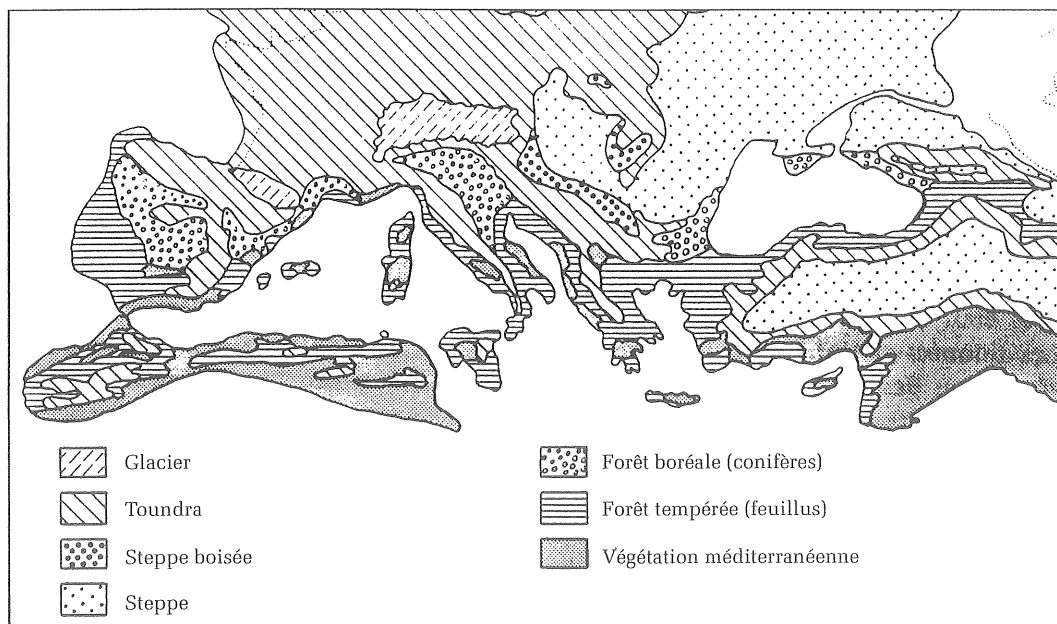 Glacier
Toundra
Steppe boisée
Steppe
Forêt boréale (conifères)
Forêt tempérée (feuillus)
Végétation méditerranéenne